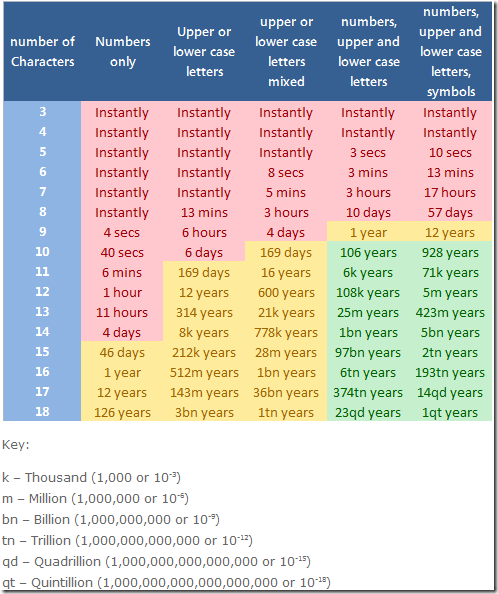 number of Characters | Numbers only | Upper or lower case letters | upper or lower case letters mixed | numbers, upper and lower case letters | numbers, upper and lower case letters, symbols
3 | Instantly | Instantly | Instantly | Instantly | Instantly
4 | Instantly | Instantly | Instantly | Instantly | Instantly
5 | Instantly | Instantly | Instantly | 3 secs | 10 secs
6 | Instantly | Instantly | 8 secs | 3 mins | 13 mins
7 | Instantly | Instantly | 5 mins | 3 hours | 17 hours
8 | Instantly | 13 mins | 3 hours | 10 days | 57 days
9 | 4 secs | 6 hours | 4 days | 1 year | 12 years
10 | 40 secs | 6 days | 169 days | 106 years | 928 years
11 | 6 mins | 169 days | 16 years | 6k years | 71k years
12 | 1 hour | 12 years | 600 years | 108k years | 5m years
13 | 11 hours | 314 years | 21k years | 25m years | 423m years
14 | 4 days | 8k years | 778k years | 1bn years | 5bn years
15 | 46 days | 212k years | 28m years | 97bn years | 2tn years
16 | 1 year | 512m years | 1bn years | 6tn years | 193tn years
17 | 12 years | 143m years | 36bn years | 374tn years | 14qd years
18 | 126 years | 3bn years | 1tn years | 23qd years | 1qt years
Key:
k – Thousand (1,000 or 10⁻³)
m – Million (1,000,000 or 10⁻⁶)
bn – Billion (1,000,000,000 or 10⁻⁹)
tn – Trillion (1,000,000,000,000 or 10⁻¹²)
qd – Quadrillion (1,000,000,000,000,000 or 10⁻¹⁵)
qt – Quintillion (1,000,000,000,000,000,000 or 10⁻¹⁸)